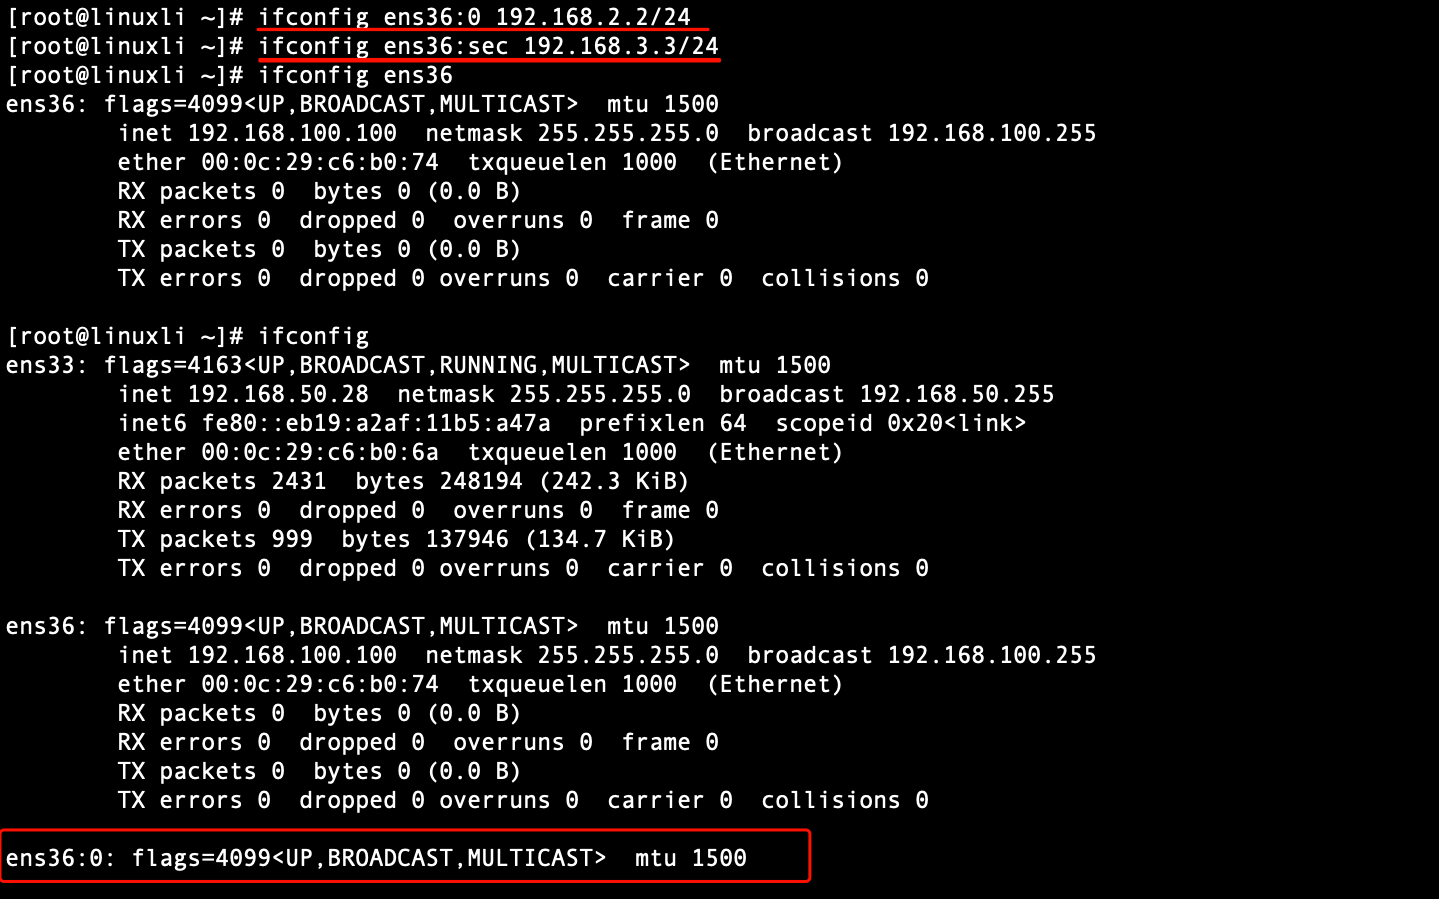 [root@linuxli ~]# ifconfig ens36:0 192.168.2.2/24
[root@linuxli ~]# ifconfig ens36:sec 192.168.3.3/24
[root@linuxli ~]# ifconfig ens36
ens36: flags=4099<UP,BROADCAST,MULTICAST>  mtu 1500
        inet 192.168.100.100  netmask 255.255.255.0  broadcast 192.168.100.255
        ether 00:0c:29:c6:b0:74  txqueuelen 1000  (Ethernet)
        RX packets 0  bytes 0 (0.0 B)
        RX errors 0  dropped 0  overruns 0  frame 0
        TX packets 0  bytes 0 (0.0 B)
        TX errors 0  dropped 0 overruns 0  carrier 0  collisions 0
[root@linuxli ~]# ifconfig
ens33: flags=4163<UP,BROADCAST,RUNNING,MULTICAST>  mtu 1500
        inet 192.168.50.28  netmask 255.255.255.0  broadcast 192.168.50.255
        inet6 fe80::eb19:a2af:11b5:a47a  prefixlen 64  scopeid 0x20<link>
        ether 00:0c:29:c6:b0:6a  txqueuelen 1000  (Ethernet)
        RX packets 2431  bytes 248194 (242.3 KiB)
        RX errors 0  dropped 0  overruns 0  frame 0
        TX packets 999  bytes 137946 (134.7 KiB)
        TX errors 0  dropped 0 overruns 0  carrier 0  collisions 0
ens36: flags=4099<UP,BROADCAST,MULTICAST>  mtu 1500
        inet 192.168.100.100  netmask 255.255.255.0  broadcast 192.168.100.255
        ether 00:0c:29:c6:b0:74  txqueuelen 1000  (Ethernet)
        RX packets 0  bytes 0 (0.0 B)
        RX errors 0  dropped 0  overruns 0  frame 0
        TX packets 0  bytes 0 (0.0 B)
        TX errors 0  dropped 0 overruns 0  carrier 0  collisions 0
ens36:0: flags=4099<UP,BROADCAST,MULTICAST>  mtu 1500